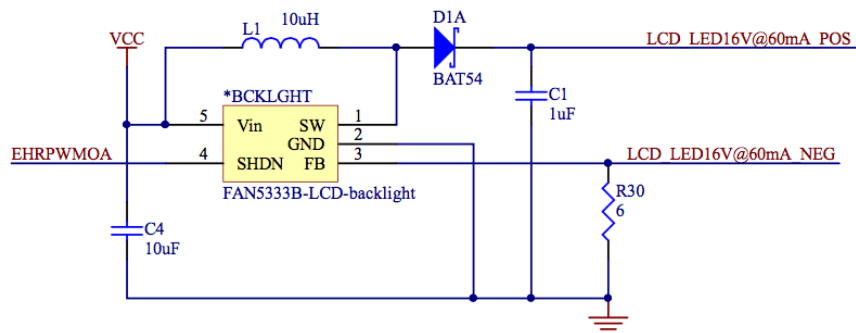 10uH
D1A
VCC
L1
LCD_LED16V@60mA_POS
BAT54
*BCKLGHT
C1
1uF
5
Vin
SW
1
GND
2
EHRPWMOA
4
SHDN
FB
3
LCD_LED16V@60mA_NEG
FAN5333B-LCD-backlight
R30
6
C4
10uF